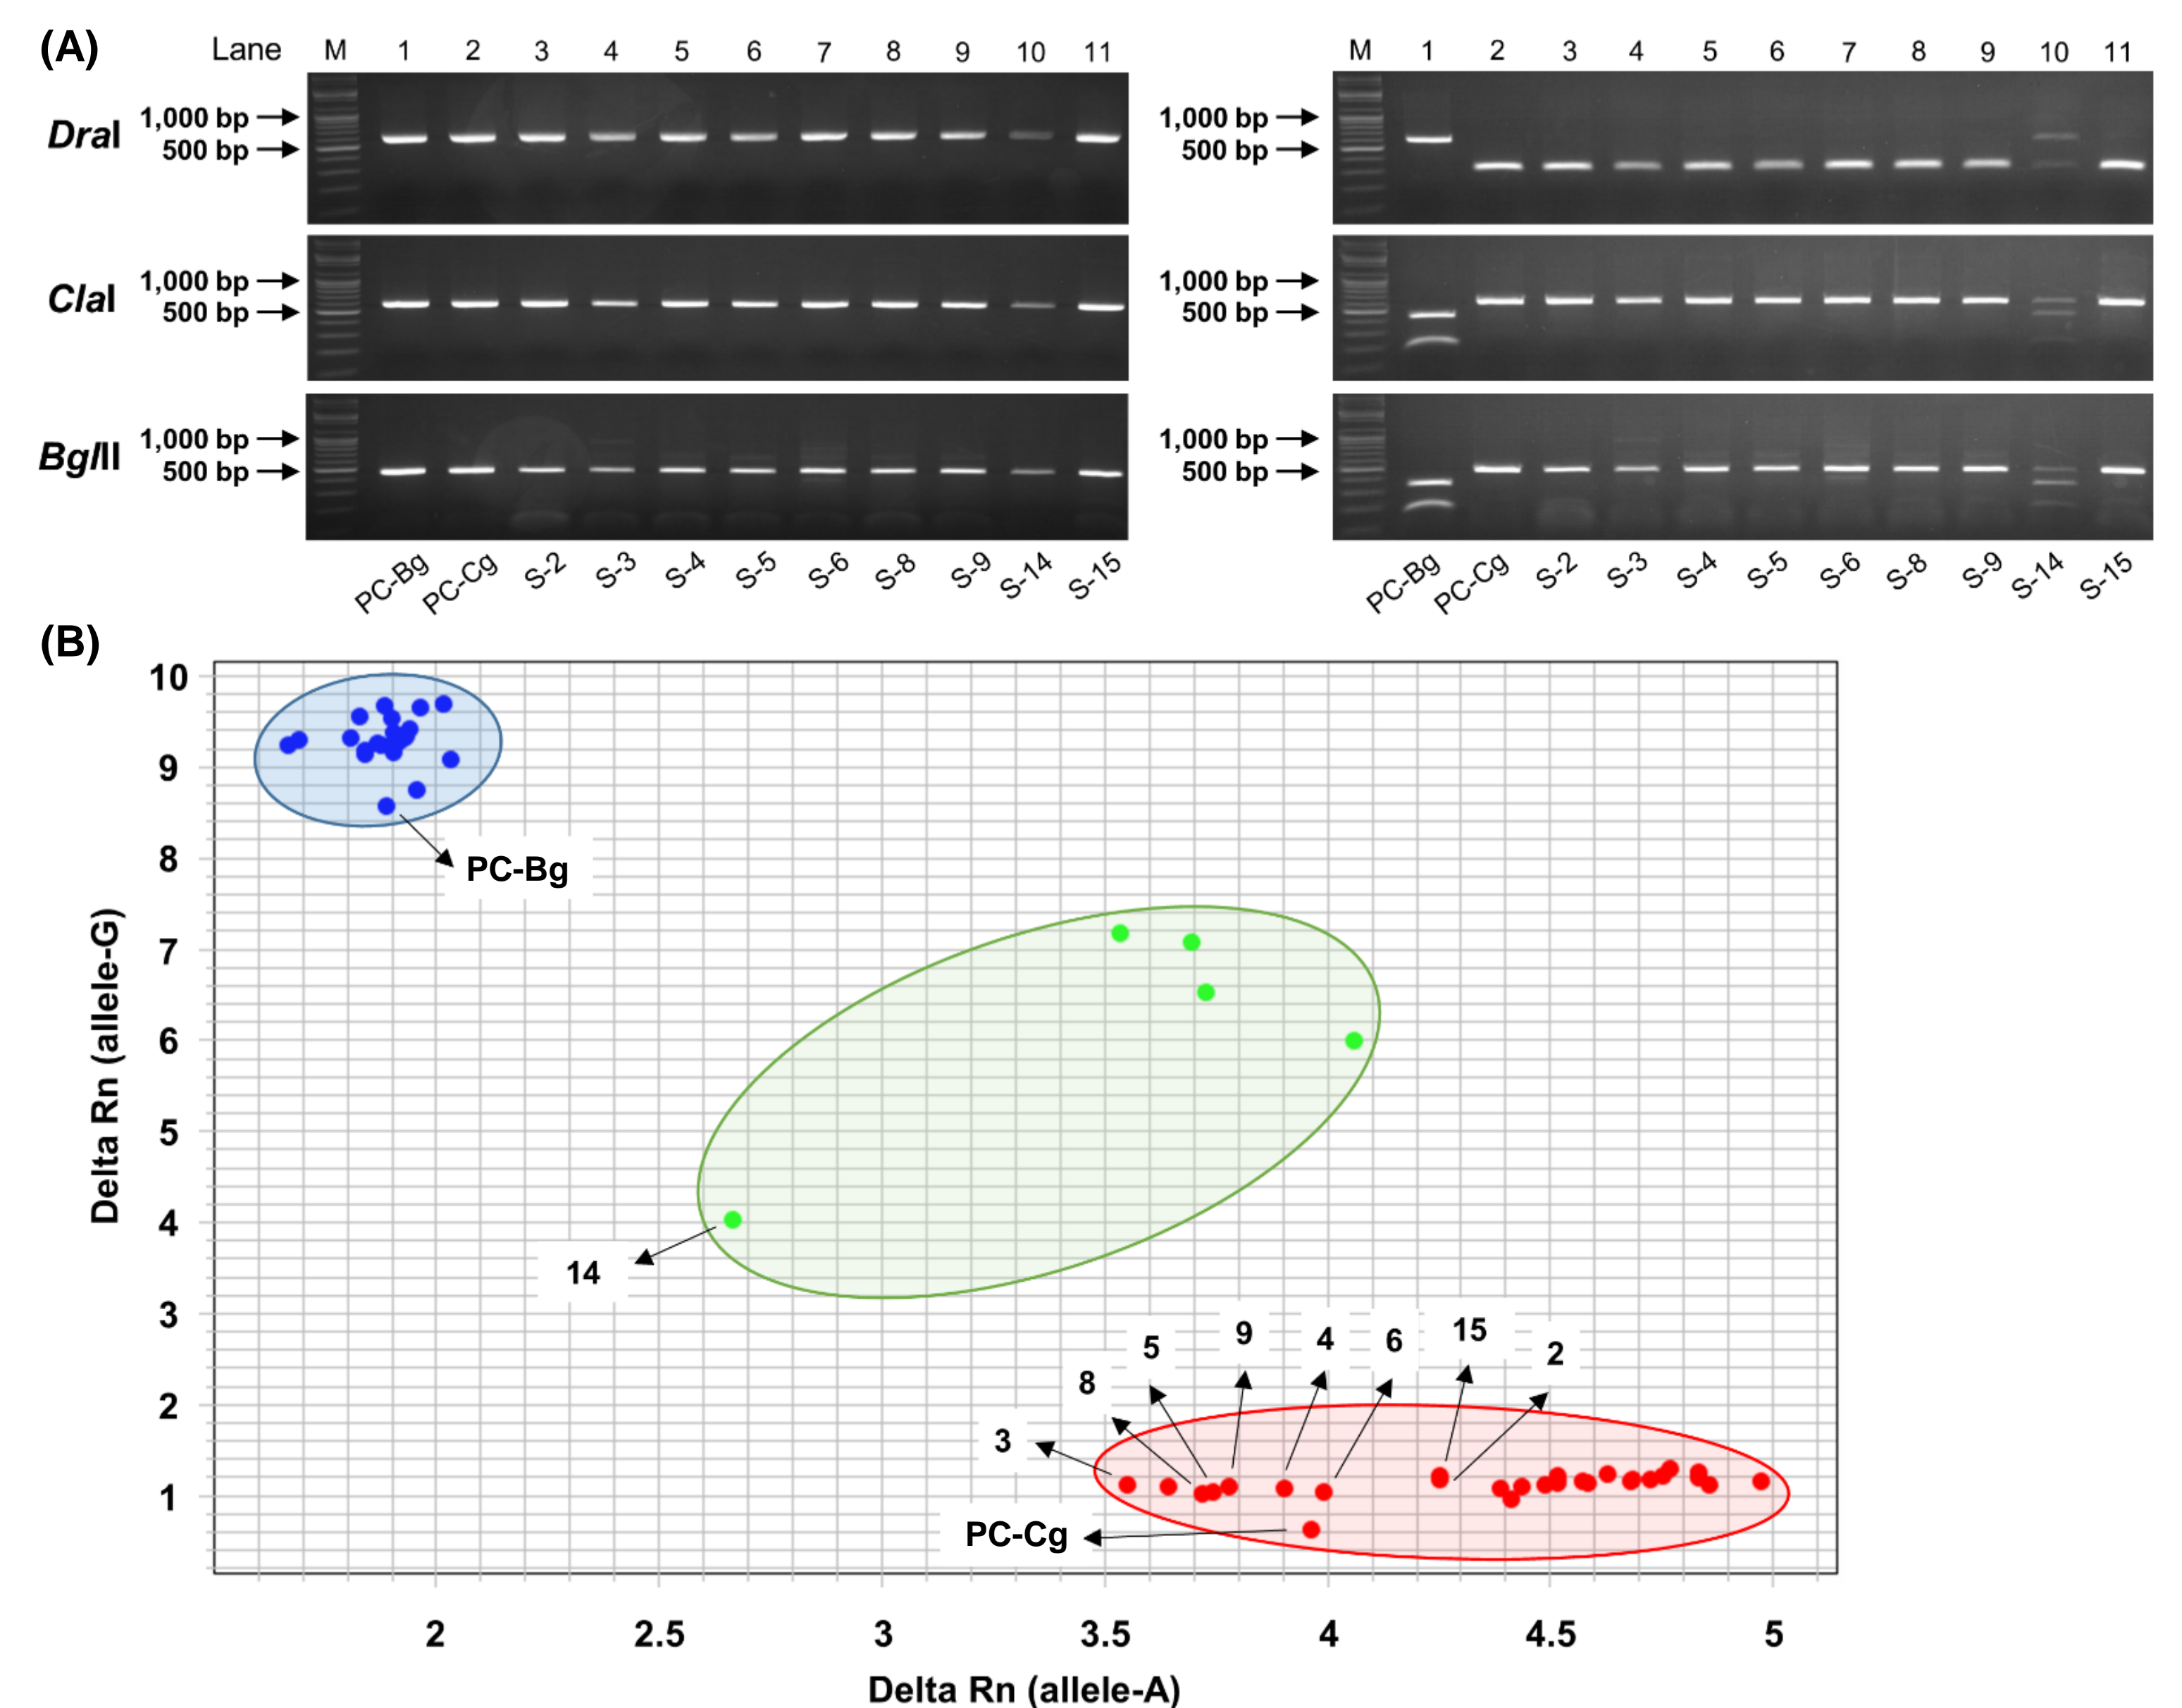 (A)
Lane M 1 2 3 4 5 6 7 8 9 10 11 M 1 2 3 4 5 6 7 8 9 10 11
DraI 1,000 bp 1,000 bp
500 bp 500 bp
ClaI 1,000 bp 1,000 bp
500 bp 500 bp
BglII 1,000 bp 1,000 bp
500 bp 500 bp
PC-Bg PC-Cg S-2 S-3 S-4 S-5 S-6 S-8 S-9 S-14 S-15 PC-Bg PC-Cg S-2 S-3 S-4 S-5 S-6 S-8 S-9 S-14 S-15
(B)
10
9
8
PC-Bg
7
6
5
4
14
3
5 9 4 6 15 2
8
2
3
1
PC-Cg
Delta Rn (allele-G)
2 2.5 3 3.5 4 4.5 5
Delta Rn (allele-A)